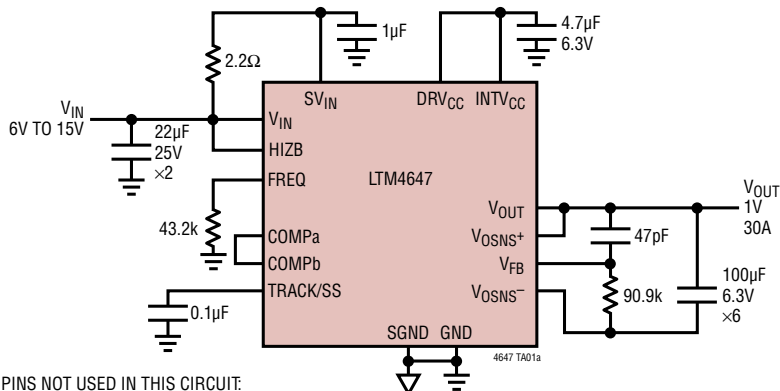 1µF
4.7µF
6.3V
2.2Ω
SVIN
DRVCC
INTVCC
VIN
6V TO 15V
22µF
25V
×2
VIN
HIZB
FREQ
LTM4647
43.2k
COMPa
COMPb
TRACK/SS
0.1µF
VOUT
VOSNS+
VFB
VOSNS–
47pF
90.9k
VOUT
1V
30A
100µF
6.3V
×6
SGND
GND
4647 TA01a
PINS NOT USED IN THIS CIRCUIT: